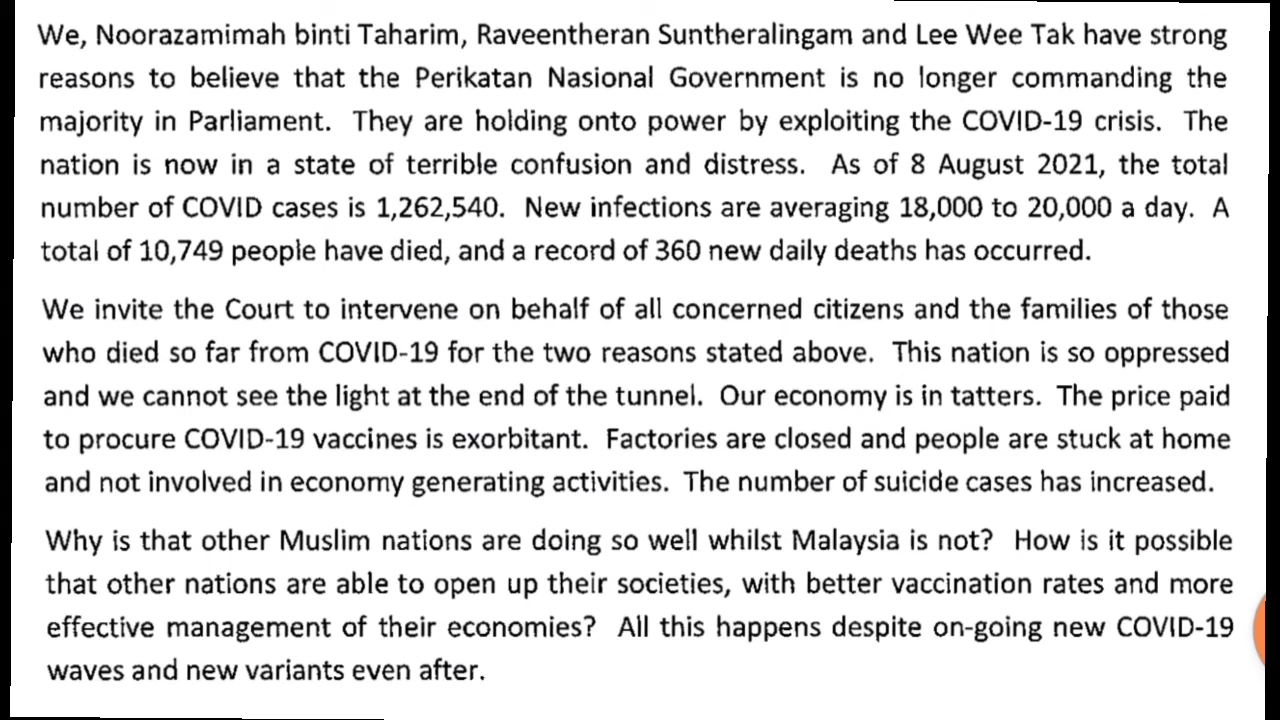 We, Noorazamimah binti Taharim, Raveentheran Suntheralingam and Lee Wee Tak have strong
reasons to believe that the Perikatan Nasional Government is no longer commanding the
majority in Parliament. They are holding onto power by exploiting the COVID-19 crisis. The
nation is now in a state of terrible confusion and distress. As of 8 August 2021, the total
number of COVID cases is 1,262,540. New infections are averaging 18,000 to 20,000 a day. A
total of 10,749 people have died, and a record of 360 new daily deaths has occurred.
We invite the Court to intervene on behalf of all concerned citizens and the families of those
who died so far from COVID-19 for the two reasons stated above. This nation is so oppressed
and we cannot see the light at the end of the tunnel. Our economy is in tatters. The price paid
to procure COVID-19 vaccines is exorbitant. Factories are closed and people are stuck at home
and not involved in economy generating activities. The number of suicide cases has increased.
Why is that other Muslim nations are doing so well whilst Malaysia is not? How is it possible
that other nations are able to open up their societies, with better vaccination rates and more
effective management of their economies? All this happens despite on-going new COVID-19
waves and new variants even after.